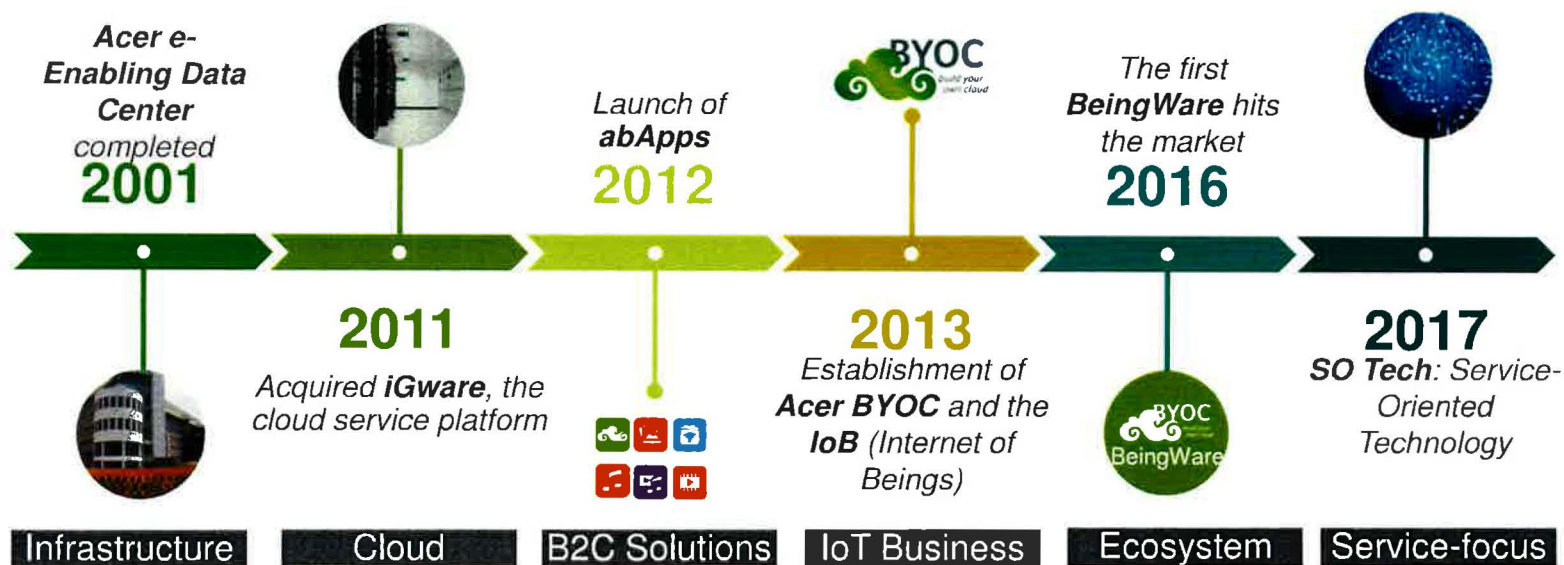 Acer e-
Enabling Data
Center
completed
2001
2011
Acquired iGware, the
cloud service platform
Launch of
abApps
2012
BYOC
build your
own cloud
2013
Establishment of
Acer BYOC and the
IoB (Internet of
Beings)
The first
BeingWare hits
the market
2016
BYOC
BeingWare
2017
SO Tech: Service-
Oriented
Technology
Infrastructure
Cloud
B2C Solutions
IoT Business
Ecosystem
Service-focus